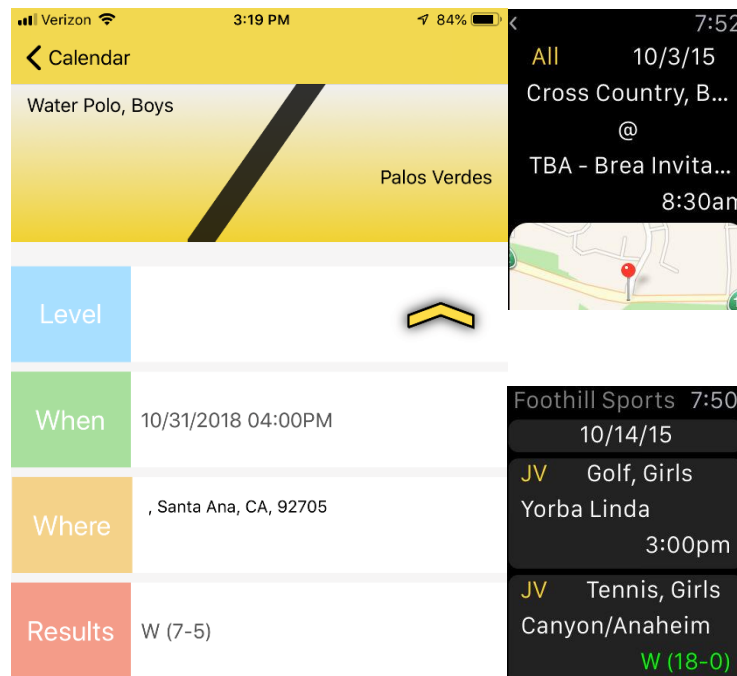 Verizon 3:19 PM 84%
Calendar
Water Polo, Boys
Palos Verdes
Level
When 10/31/2018 04:00PM
Where , Santa Ana, CA, 92705
Results W (7-5)
7:52
All 10/3/15
Cross Country, B...
@
TBA - Brea Invita...
8:30am
Foothill Sports 7:50
10/14/15
JV Golf, Girls
Yorba Linda
3:00pm
JV Tennis, Girls
Canyon/Anaheim
W (18-0)